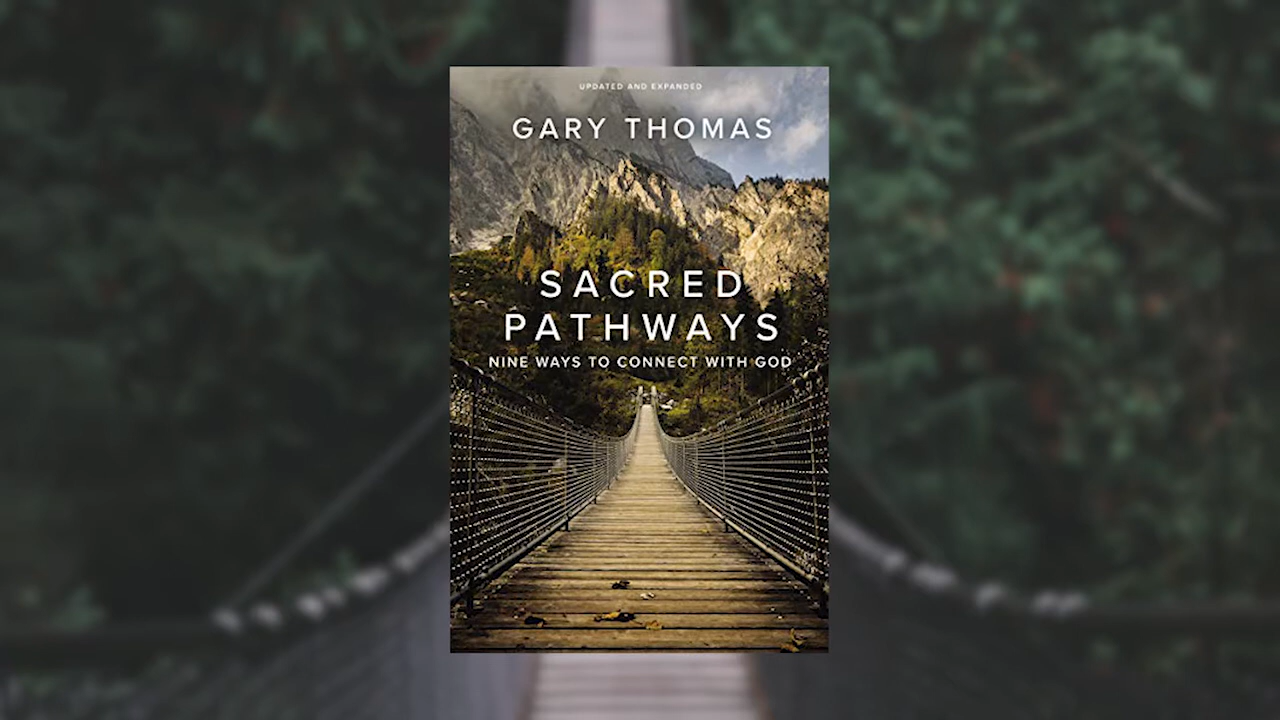 UPDATED AND EXPANDED
GARY THOMAS
SACRED
PATHWAYS
NINE WAYS TO CONNECT WITH GOD